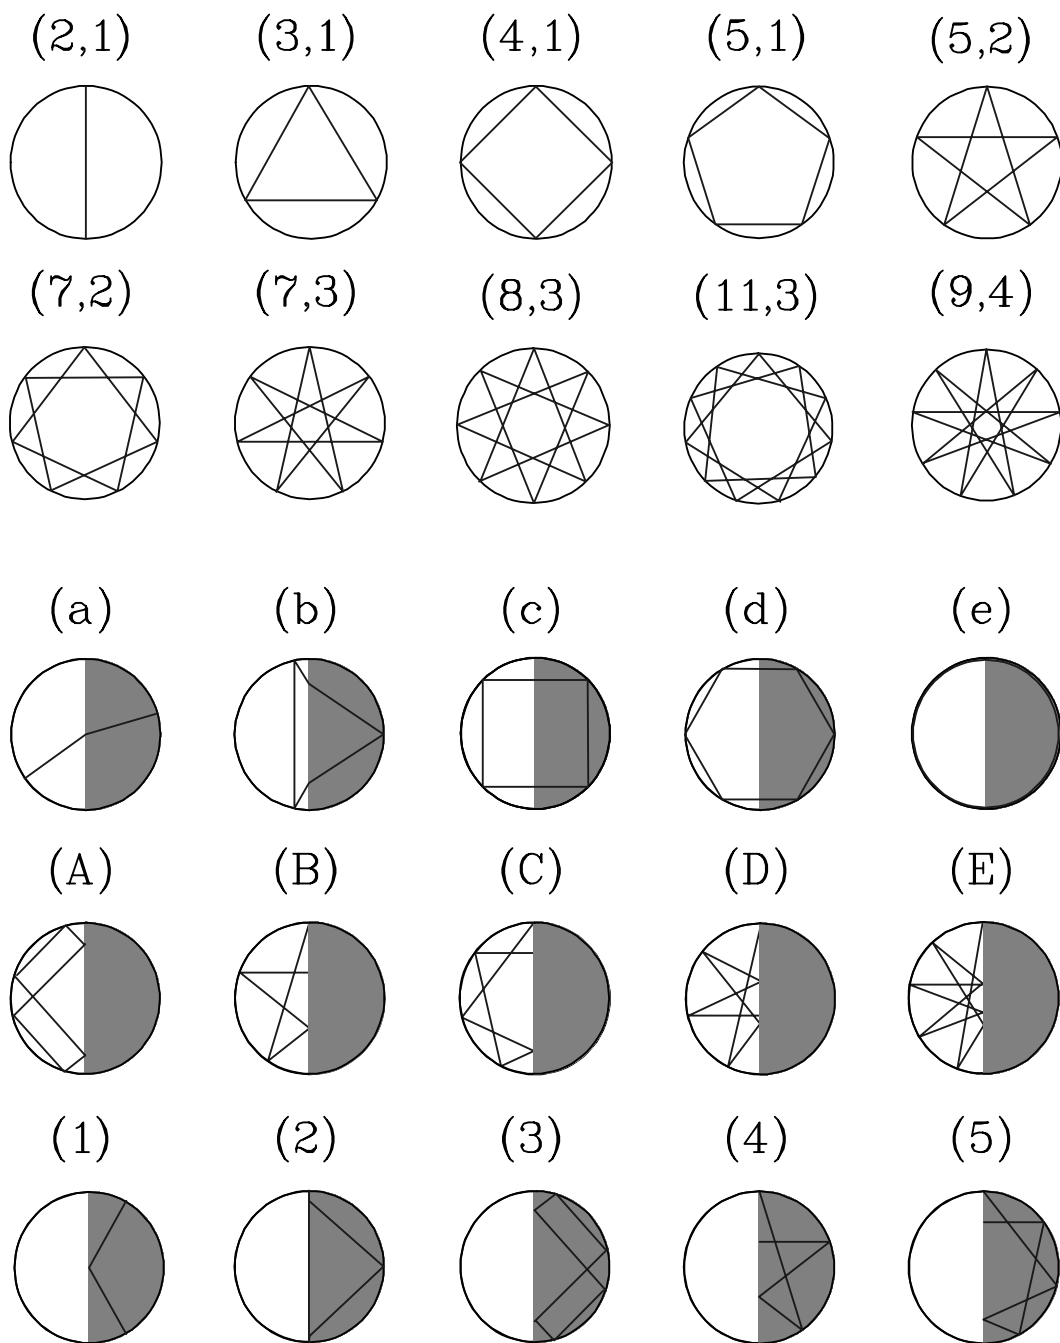 (2,1) (3,1) (4,1) (5,1) (5,2)
(7,2) (7,3) (8,3) (11,3) (9,4)
(a) (b) (c) (d) (e)
(A) (B) (C) (D) (E)
(1) (2) (3) (4) (5)